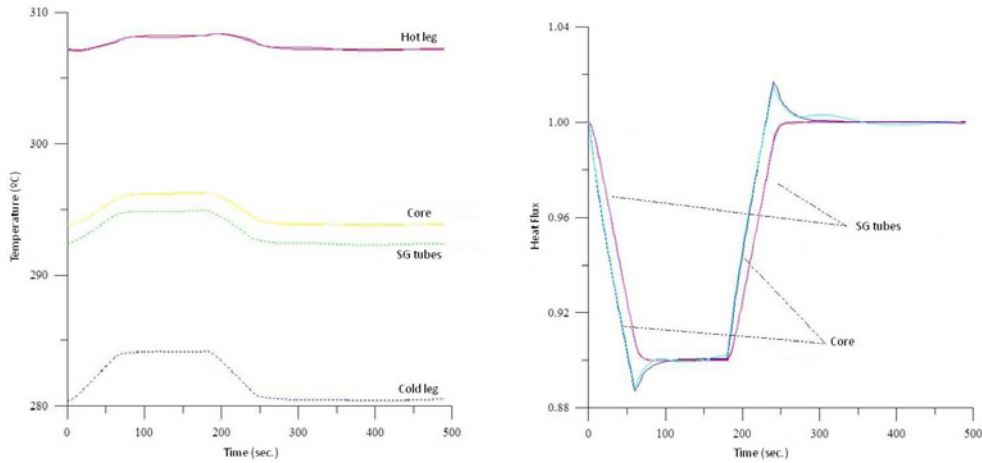 310
Hot leg
300
Temperature (ºC)
Core
SG tubes
290
Cold leg
280
0 100 200 300 400 500
Time (sec.)
1.04
1.00
0.96
Heat Flux
SG tubes
0.92
Core
0.88
0 100 200 300 400 500
Time (sec.)